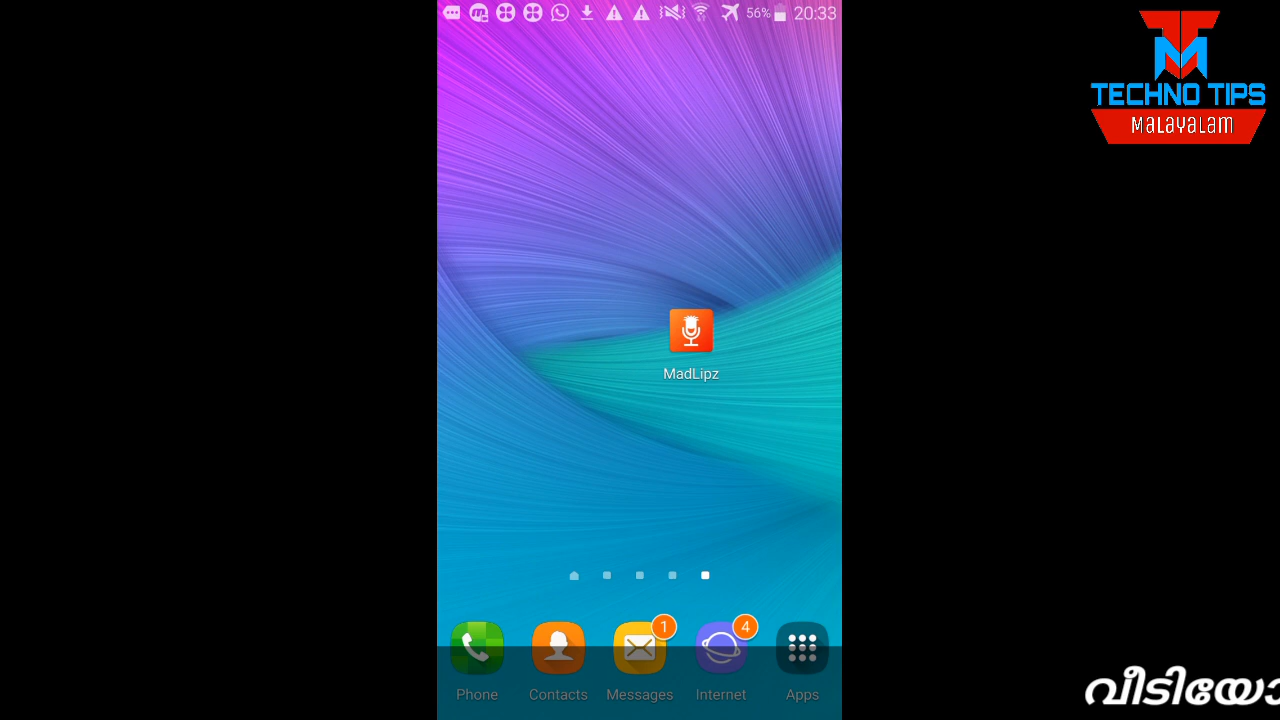 56% 20:33
TECHNO TIPS
MALAYALAM
MadLipz
1 4
Phone Contacts Messages Internet Apps